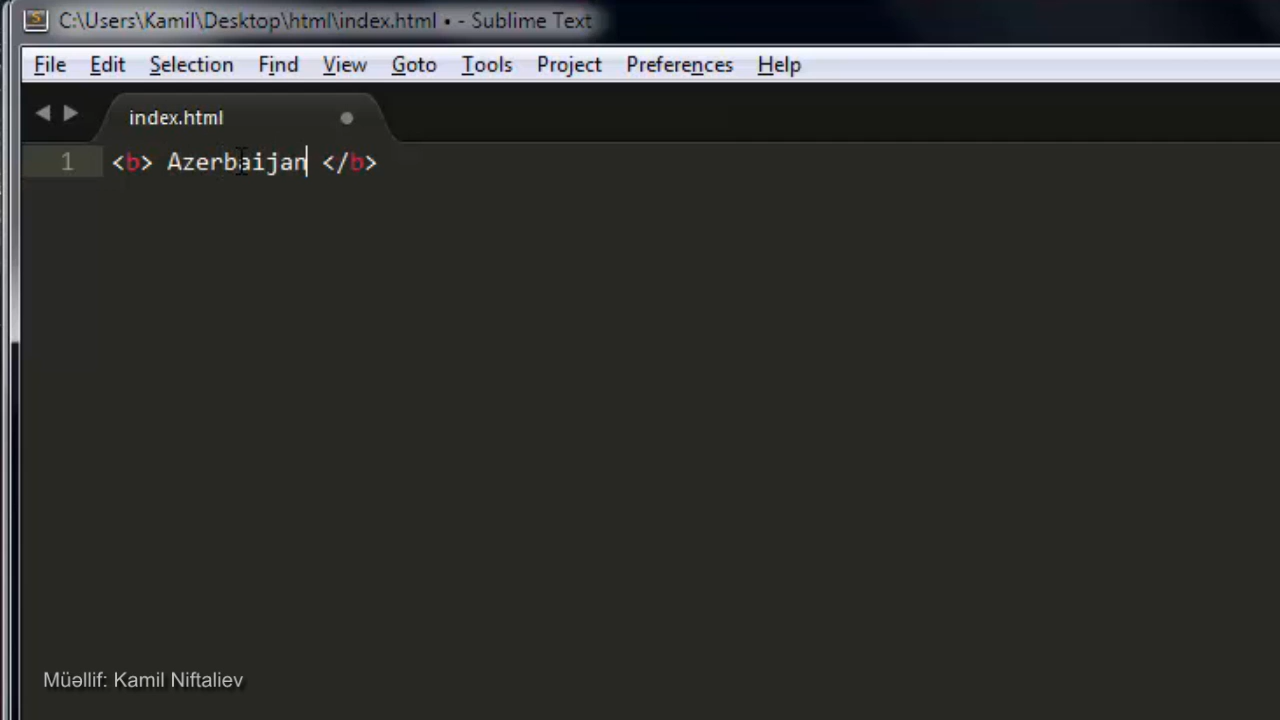 C:\Users\Kamil\Desktop\html\index.html • - Sublime Text
File Edit Selection Find View Goto Tools Project Preferences Help
index.html
1 <b> Azerbaijan </b>
Müəllif: Kamil Niftaliev